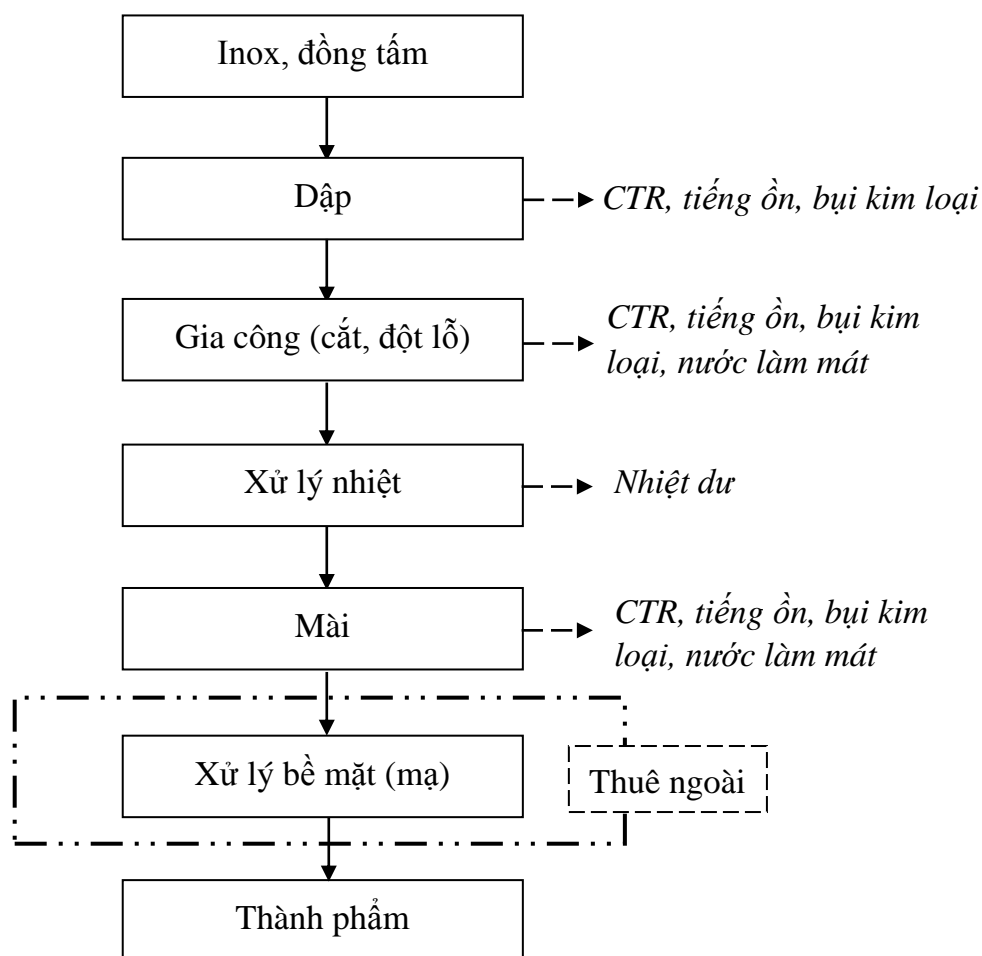 Inox, đồng tấm
Dập
CTR, tiếng ồn, bụi kim loại
Gia công (cắt, đột lỗ)
CTR, tiếng ồn, bụi kim
loại, nước làm mát
Xử lý nhiệt
Nhiệt dư
Mài
CTR, tiếng ồn, bụi kim
loại, nước làm mát
Xử lý bề mặt (mạ)
Thuê ngoài
Thành phẩm